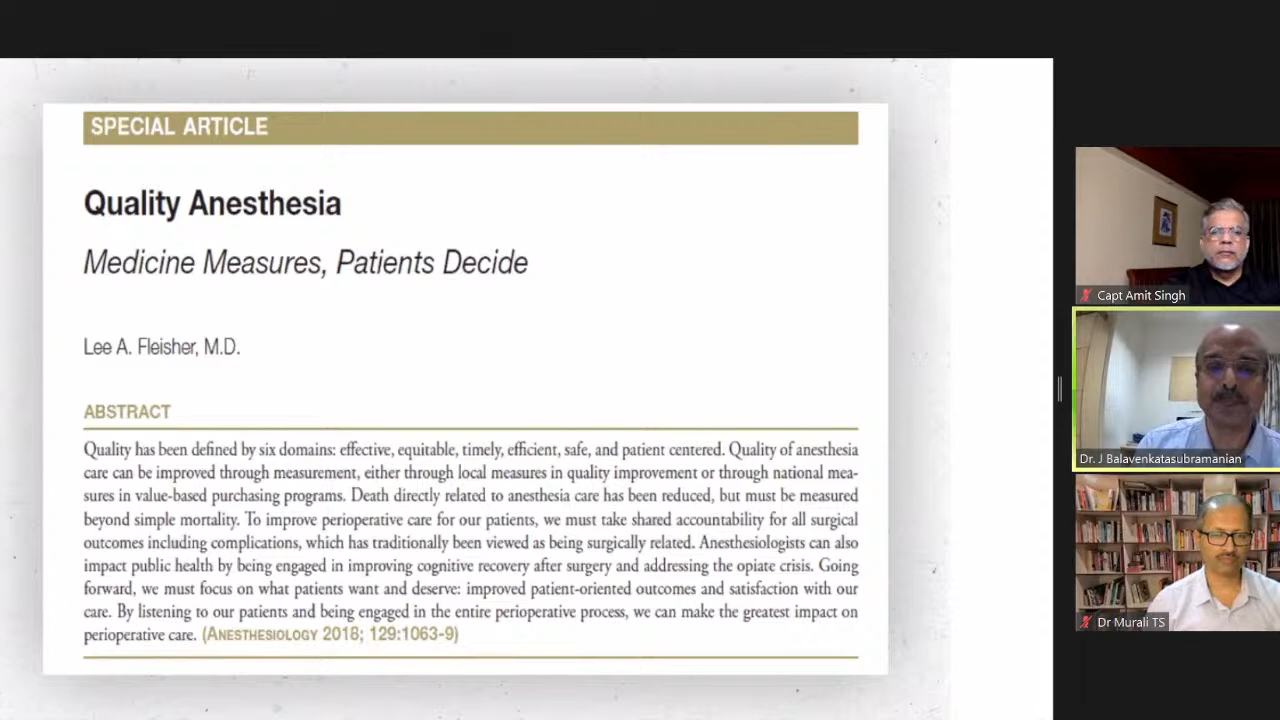 SPECIAL ARTICLE
Quality Anesthesia
Medicine Measures, Patients Decide
Lee A. Fleisher, M.D.
ABSTRACT
Quality has been defined by six domains: effective, equitable, timely, efficient, safe, and patient centered. Quality of anesthesia
care can be improved through measurement, either through local measures in quality improvement or through national mea-
sures in value-based purchasing programs. Death directly related to anesthesia care has been reduced, but must be measured
beyond simple mortality. To improve perioperative care for our patients, we must take shared accountability for all surgical
outcomes including complications, which has traditionally been viewed as being surgically related. Anesthesiologists can also
impact public health by being engaged in improving cognitive recovery after surgery and addressing the opiate crisis. Going
forward, we must focus on what patients want and deserve: improved patient-oriented outcomes and satisfaction with our
care. By listening to our patients and being engaged in the entire perioperative process, we can make the greatest impact on
perioperative care. (ANESTHESIOLOGY 2018; 129:1063-9)
Capt Amit Singh
Dr. J Balavenkatasubramanian
Dr Murali TS